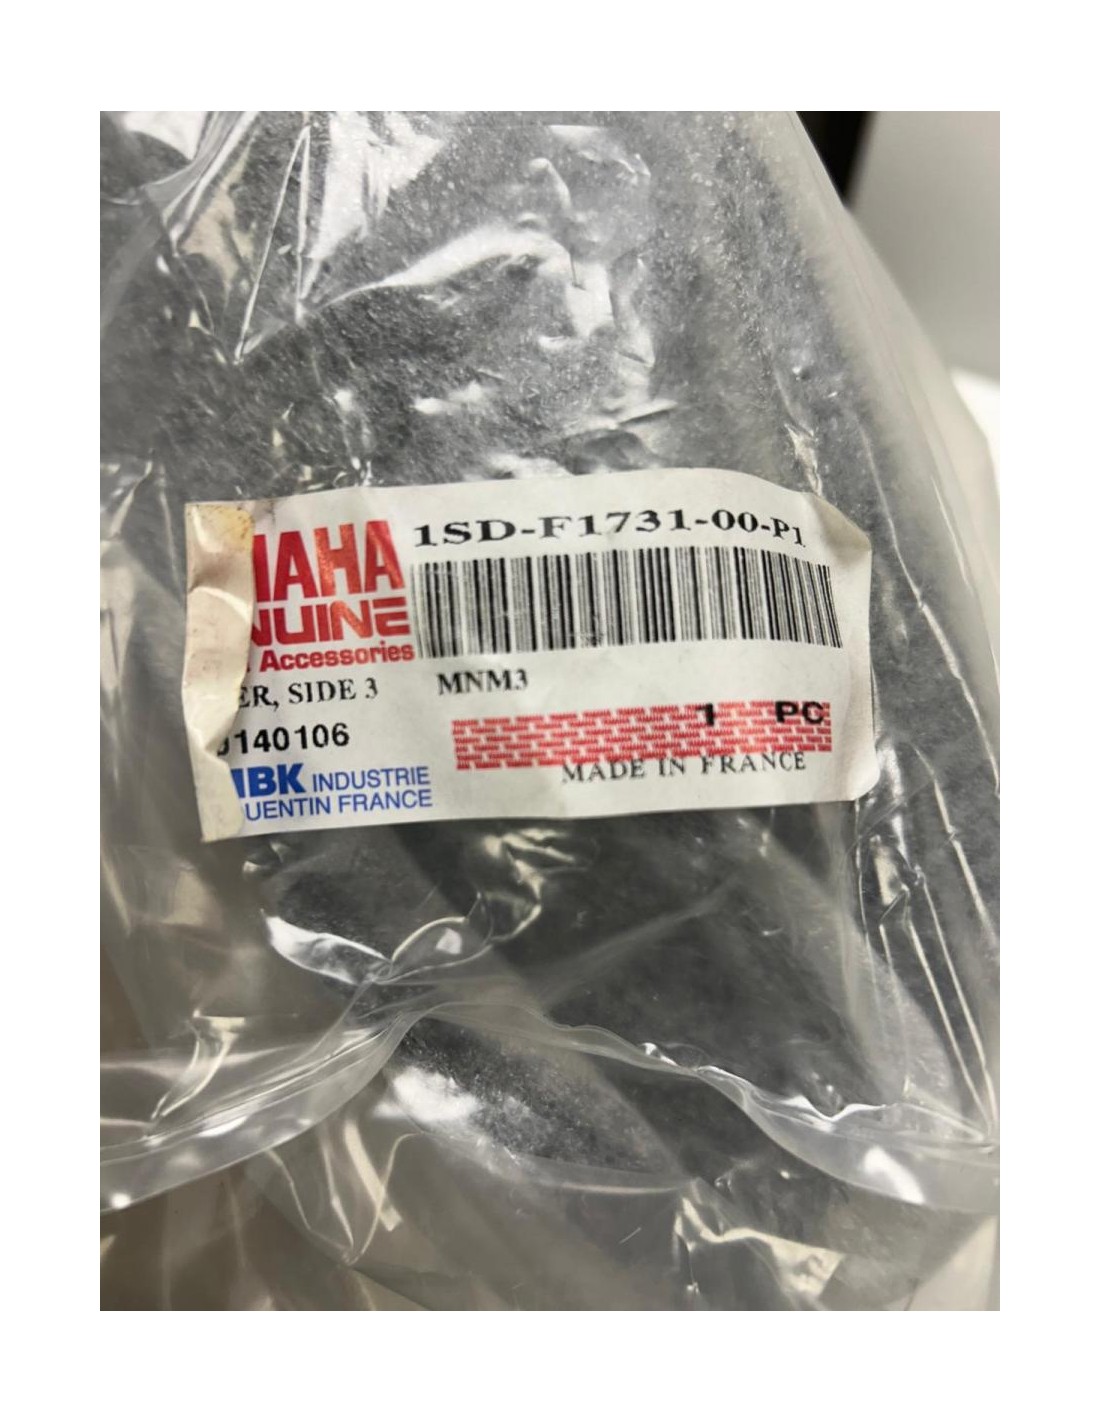 1SD-F1731-00-P1
AHA
NUINE
Accessories
ER, SIDE 3 MNM3
140106
1 PC
MADE IN FRANCE
MBK INDUSTRIE
UENTIN FRANCE